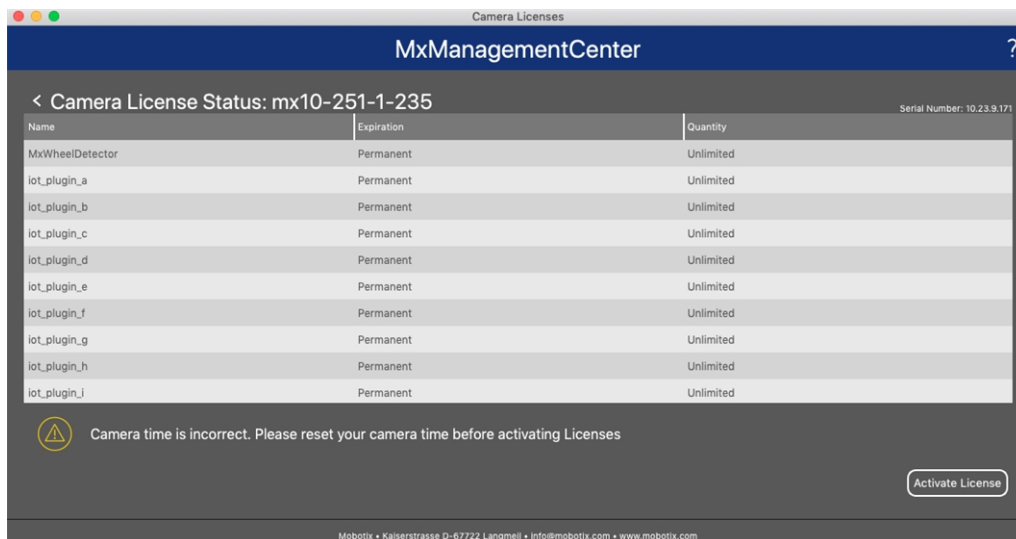 Camera Licenses
MxManagementCenter ?
< Camera License Status: mx10-251-1-235
Serial Number: 10.23.9.171
Name Expiration Quantity
MxWheelDetector Permanent Unlimited
iot_plugin_a Permanent Unlimited
iot_plugin_b Permanent Unlimited
iot_plugin_c Permanent Unlimited
iot_plugin_d Permanent Unlimited
iot_plugin_e Permanent Unlimited
iot_plugin_f Permanent Unlimited
iot_plugin_g Permanent Unlimited
iot_plugin_h Permanent Unlimited
iot_plugin_i Permanent Unlimited
Camera time is incorrect. Please reset your camera time before activating Licenses
Activate License
Mobotix • Kaiserstrasse D-67722 Langmeil • info@mobotix.com • www.mobotix.com